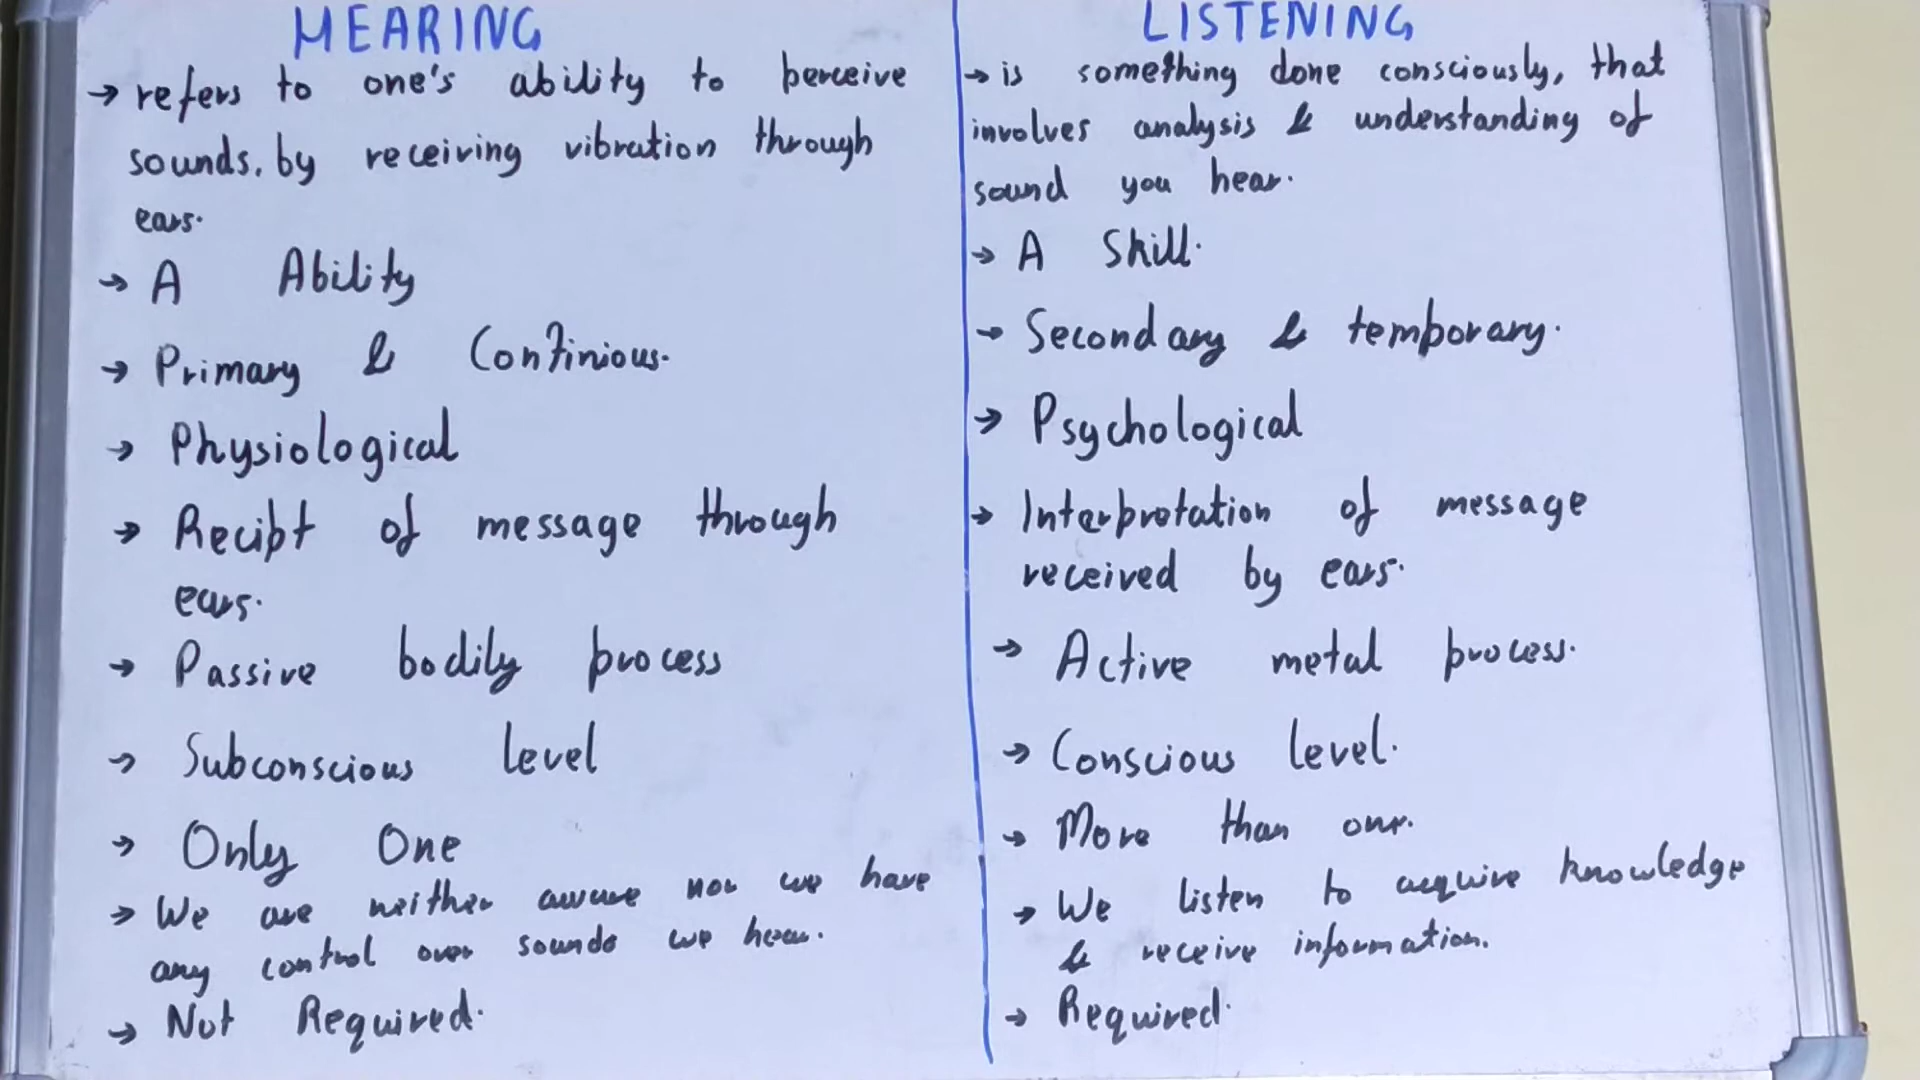 HEARING
→ refers to one's ability to perceive
sounds, by receiving vibration through
ears.
→ A Ability
→ Primary & Continious.
→ Physiological
→ Recipt of message through
ears.
→ Passive bodily process
→ Subconscious level
→ Only One
→ We are neither aware nor we have
any control over sounds we hear.
→ Not Required.
LISTENING
→ is something done consciously, that
involves analysis & understanding of
sound you hear.
→ A Skill.
→ Secondary & temporary.
→ Psychological
→ Interpretation of message
received by ears.
→ Active metal process.
→ Conscious level.
→ More than one.
→ We listen to acquire knowledge
& receive information.
→ Required.